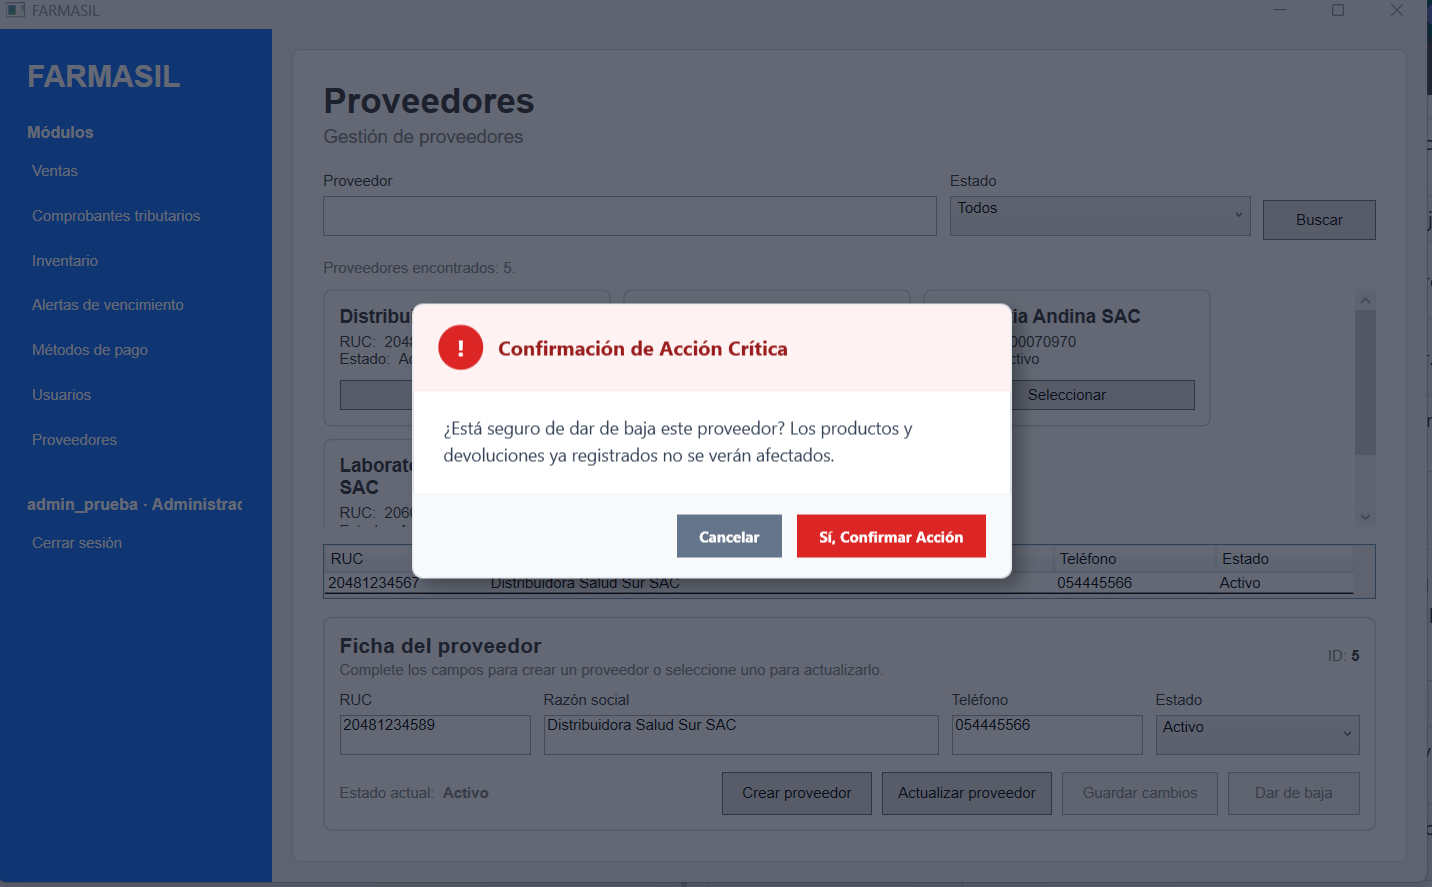 FARMASIL
FARMASIL
Módulos
Ventas
Comprobantes tributarios
Inventario
Alertas de vencimiento
Métodos de pago
Usuarios
Proveedores
admin_prueba ·
Cerrar sesión
Proveedores
Gestión de proveedores
Proveedor
Estado
Todos
Buscar
Proveedores encontrados: 5.
RUC:
Estado:
Andina SAC
Seleccionar
SAC
RUC:
Confirmación de Acción Crítica
¿Está seguro de dar de baja este proveedor? Los productos y
devoluciones ya registrados no se verán afectados.
Cancelar
Sí, Confirmar Acción
RUC
Teléfono
Estado
20481234567
Distribuidora Salud Sur SAC
054445566
Activo
Ficha del proveedor
Complete los campos para crear un proveedor o seleccione uno para actualizarlo.
ID: 5
RUC
Razón social
Teléfono
Estado
20481234589
Distribuidora Salud Sur SAC
054445566
Activo
Estado actual: Activo
Crear proveedor
Actualizar proveedor
Guardar cambios
Dar de baja